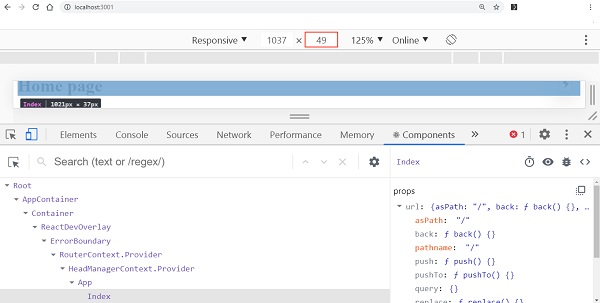 localhost:3001
Responsive ▼ 1037 × 49 125% ▼ Online ▼
Home page
Index | 1021px × 37px
Elements Console Sources Network Performance Memory ⚛ Components » 1
Search (text or /regex/)
Index
Root
AppContainer
Container
ReactDevOverlay
ErrorBoundary
RouterContext.Provider
HeadManagerContext.Provider
App
Index
props
url: {asPath: "/", back: ƒ back() {}, …
asPath: "/"
back: ƒ back() {}
pathname: "/"
push: ƒ push() {}
pushTo: ƒ pushTo() {}
query: {}
replace: ƒ replace() {}